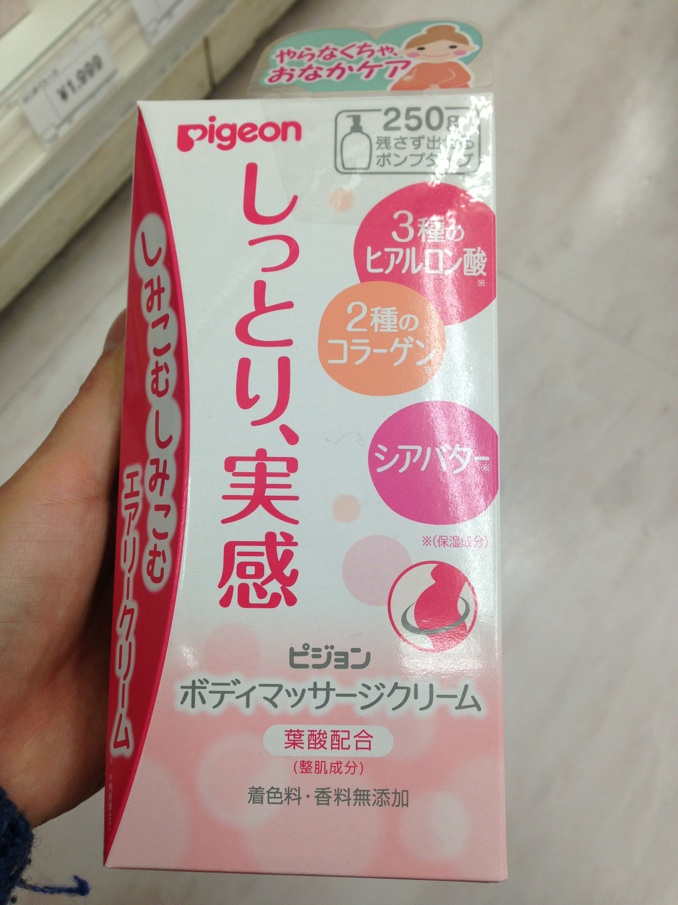 やらなくちゃ、
おなかケア
pigeon
250g
残さず出せる
ポンプタイプ
しっとり、実感
3種の
ヒアルロン酸
※
2種の
コラーゲン
シアバター
※
※(保湿成分)
しみこむしみこむ
エアリークリーム
ピジョン
ボディマッサージクリーム
葉酸配合
(整肌成分)
着色料・香料無添加